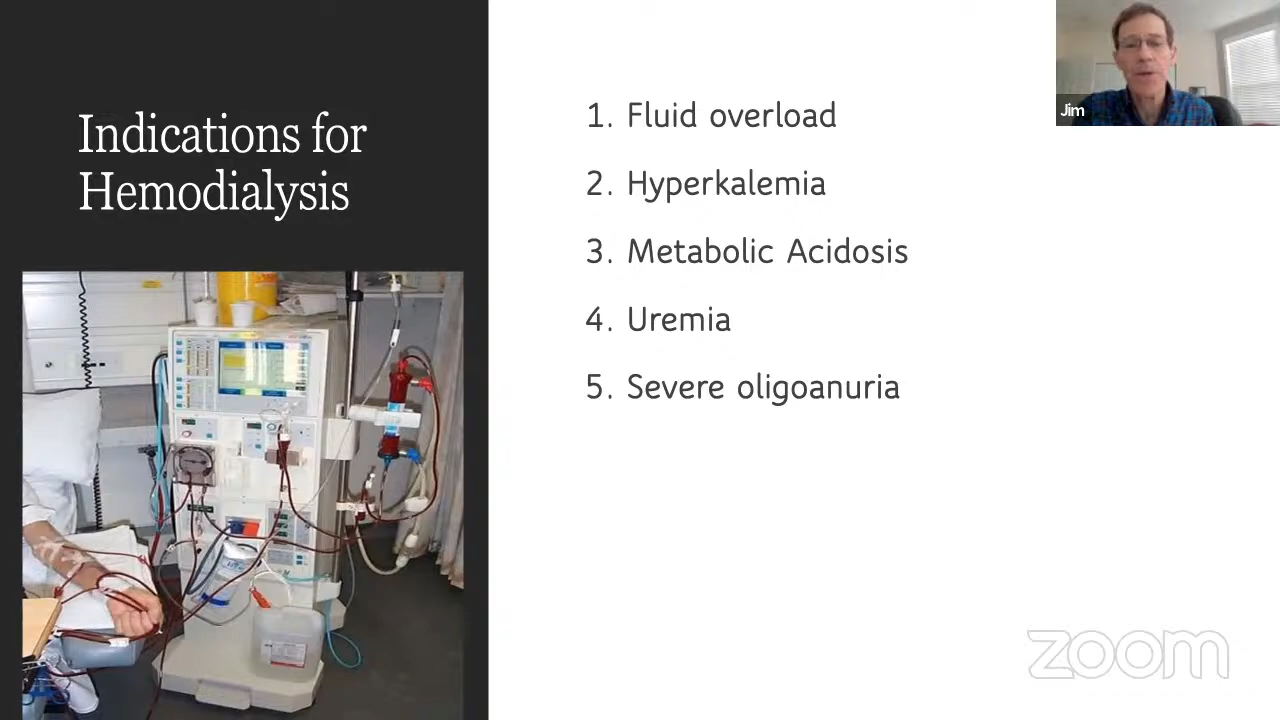 Indications for
Hemodialysis
1. Fluid overload
2. Hyperkalemia
3. Metabolic Acidosis
4. Uremia
5. Severe oligoanuria
Jim
zoom